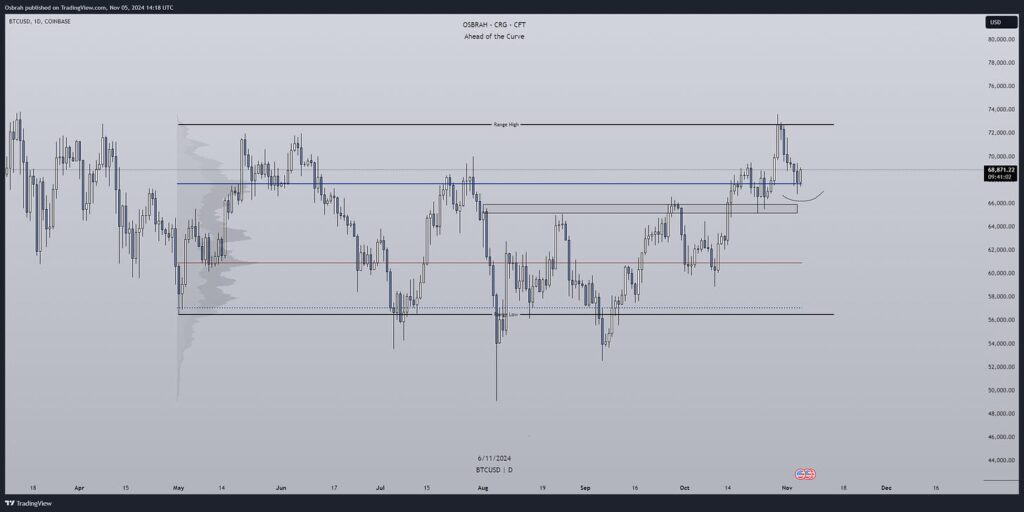 Osbrah published on TradingView.com, Nov 05, 2024 14:18 UTC
BTCUSD, 1D, COINBASE
OSBRAH - CRG - CFT
Ahead of the Curve
USD
80,000.00
78,000.00
76,000.00
74,000.00
Range High
72,000.00
70,000.00
68,871.22
09:41:02
66,000.00
64,000.00
62,000.00
60,000.00
58,000.00
Range Low
56,000.00
54,000.00
52,000.00
50,000.00
48,000.00
46,000.00
44,000.00
6/11/2024
BTCUSD | D
18 Apr 15 May 14 Jun 17 Jul 15 Aug 19 Sep 16 Oct 14 Nov 18 Dec 16
TradingView